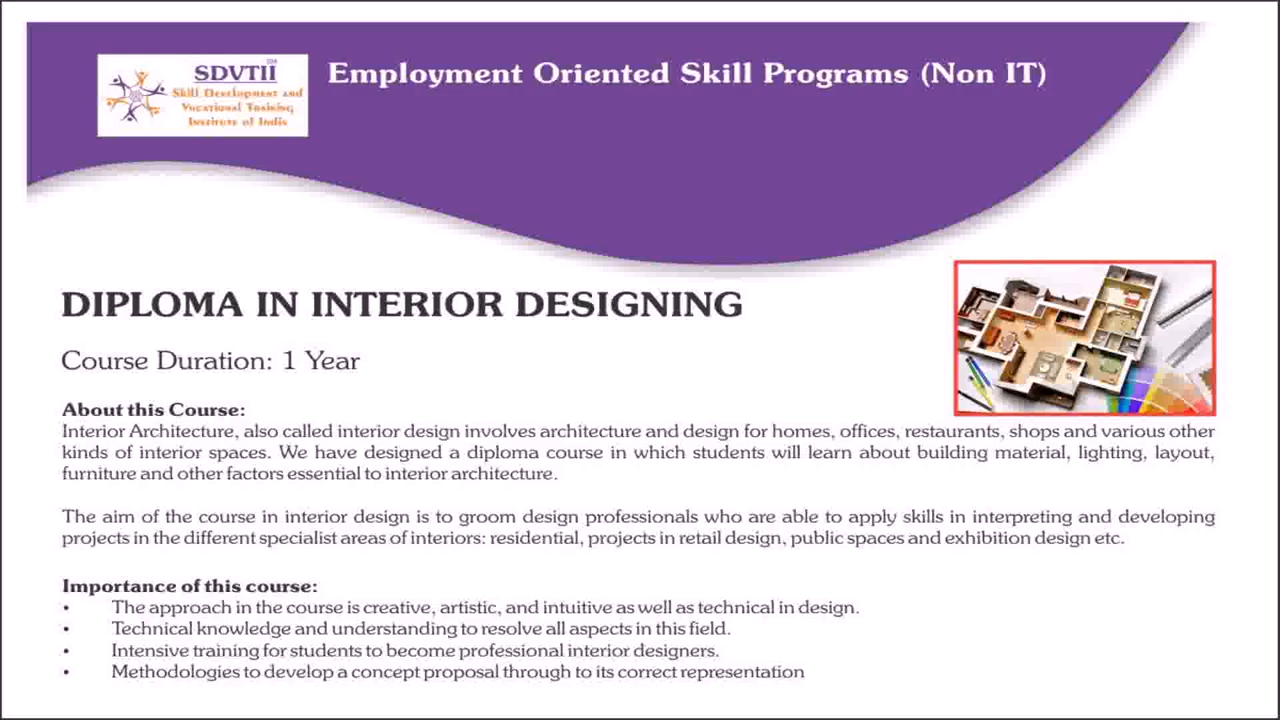 SDVTII
Skill Development and
Vocational Training
Institute of India
Employment Oriented Skill Programs (Non IT)
DIPLOMA IN INTERIOR DESIGNING
Course Duration: 1 Year
About this Course:
Interior Architecture, also called interior design involves architecture and design for homes, offices, restaurants, shops and various other
kinds of interior spaces. We have designed a diploma course in which students will learn about building material, lighting, layout,
furniture and other factors essential to interior architecture.
The aim of the course in interior design is to groom design professionals who are able to apply skills in interpreting and developing
projects in the different specialist areas of interiors: residential, projects in retail design, public spaces and exhibition design etc.
Importance of this course:
• The approach in the course is creative, artistic, and intuitive as well as technical in design.
• Technical knowledge and understanding to resolve all aspects in this field.
• Intensive training for students to become professional interior designers.
• Methodologies to develop a concept proposal through to its correct representation